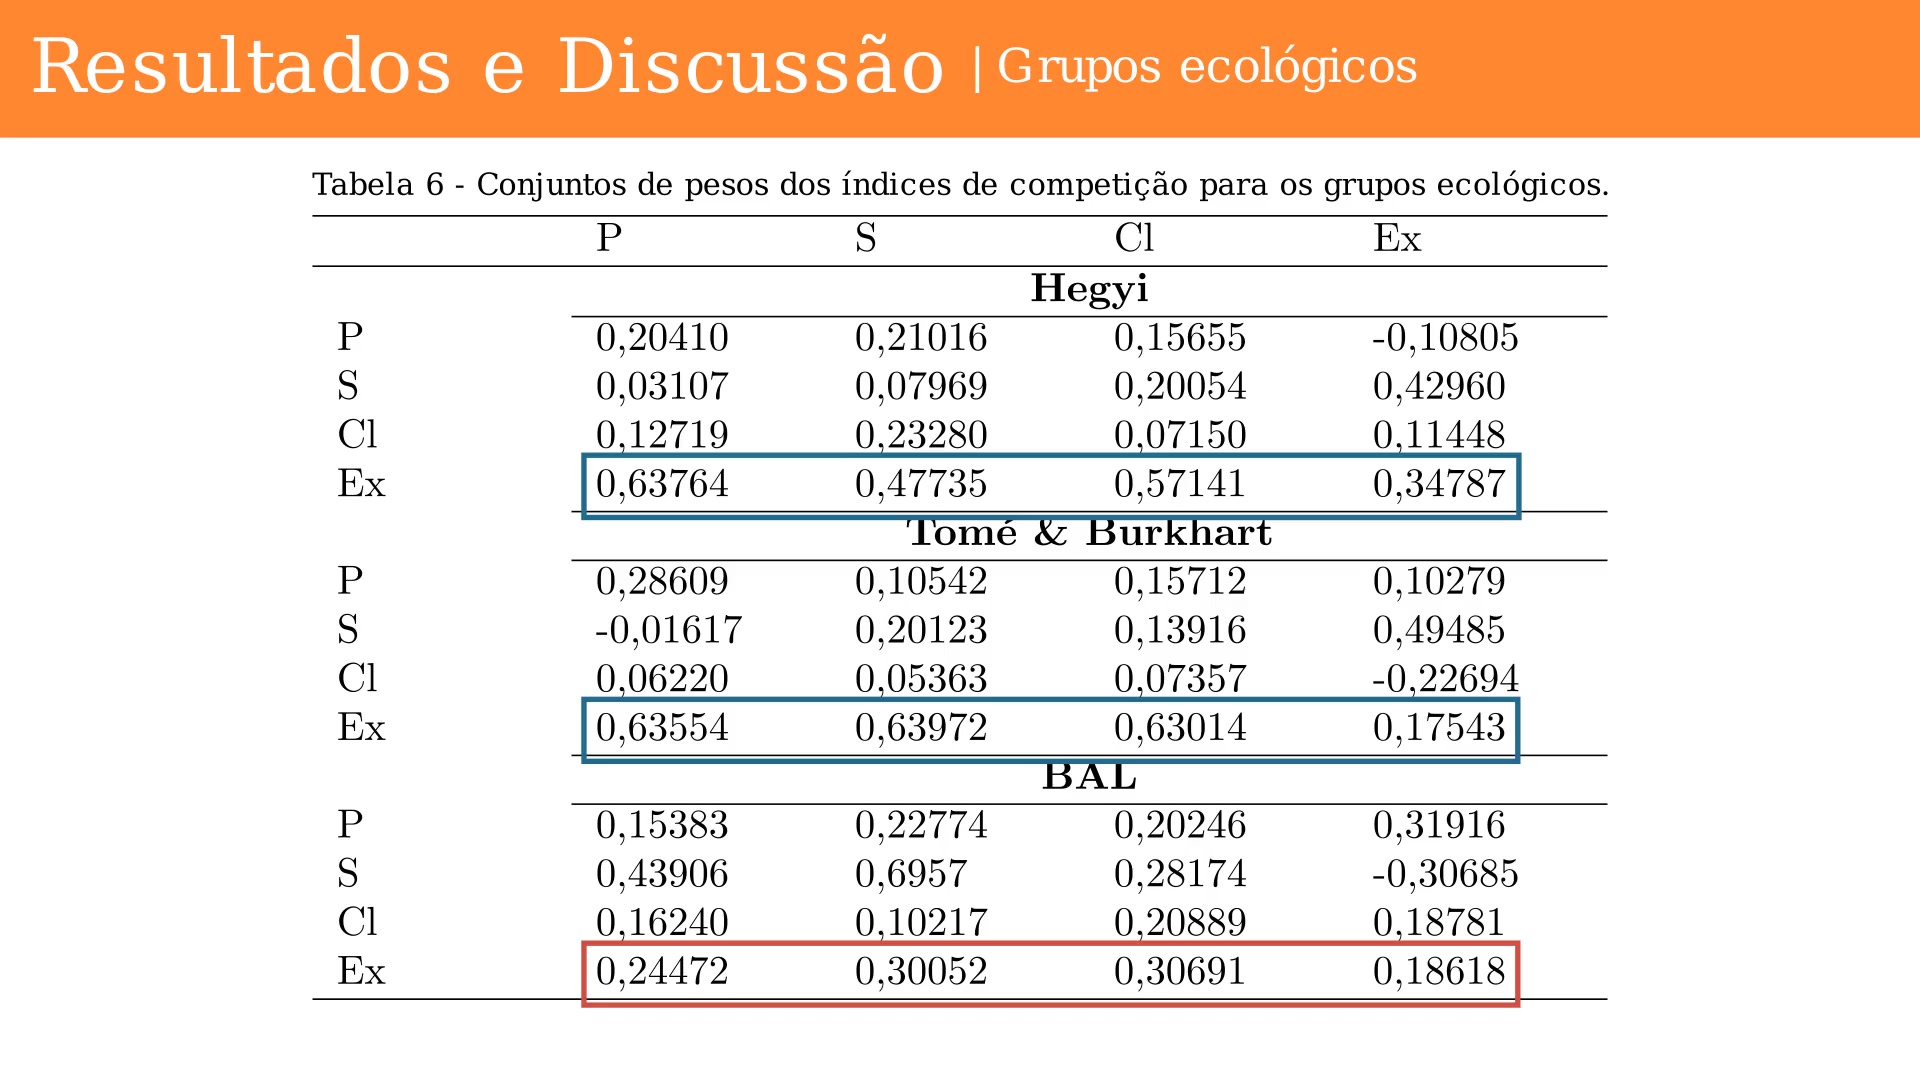 Resultados e Discussão | Grupos ecológicos
Tabela 6 - Conjuntos de pesos dos índices de competição para os grupos ecológicos.
P S Cl Ex
Hegyi
P 0,20410 0,21016 0,15655 -0,10805
S 0,03107 0,07969 0,20054 0,42960
Cl 0,12719 0,23280 0,07150 0,11448
Ex 0,63764 0,47735 0,57141 0,34787
Tomé & Burkhart
P 0,28609 0,10542 0,15712 0,10279
S -0,01617 0,20123 0,13916 0,49485
Cl 0,06220 0,05363 0,07357 -0,22694
Ex 0,63554 0,63972 0,63014 0,17543
BAL
P 0,15383 0,22774 0,20246 0,31916
S 0,43906 0,6957 0,28174 -0,30685
Cl 0,16240 0,10217 0,20889 0,18781
Ex 0,24472 0,30052 0,30691 0,18618